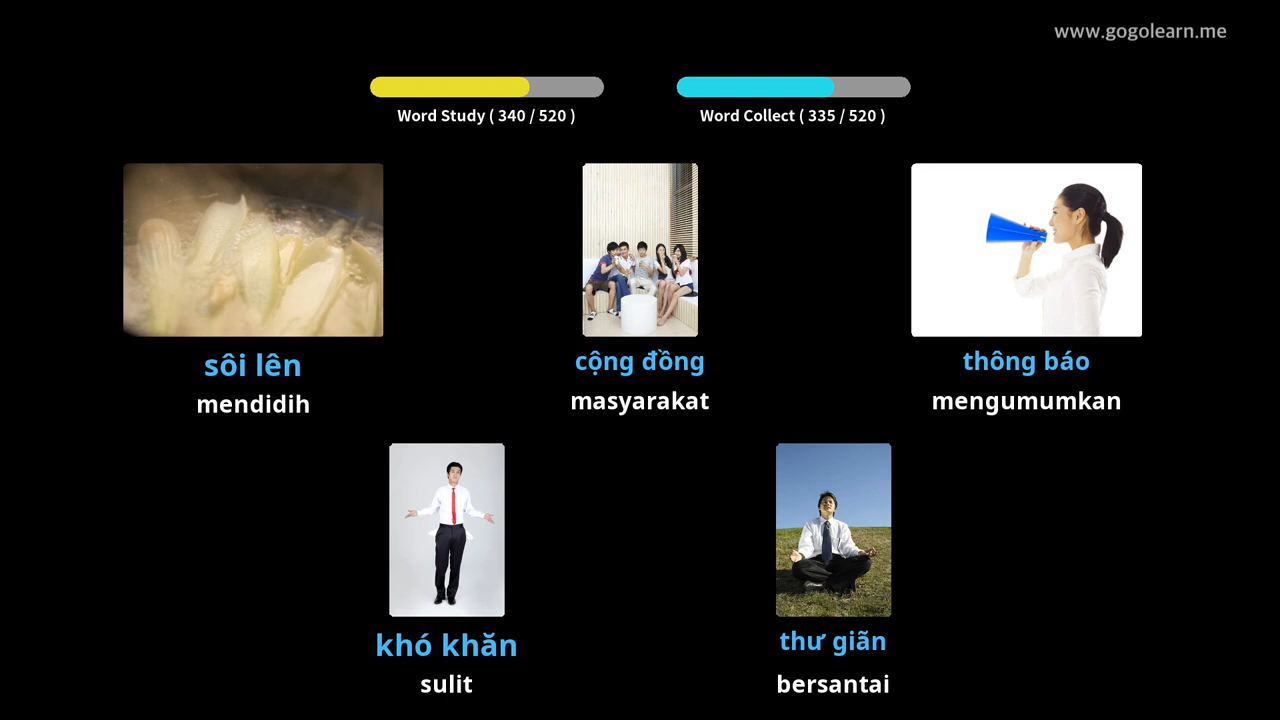 www.gogolearn.me
Word Study ( 340 / 520 )
Word Collect ( 335 / 520 )
sôi lên
mendidih
cộng đồng
masyarakat
thông báo
mengumumkan
khó khăn
sulit
thư giãn
bersantai